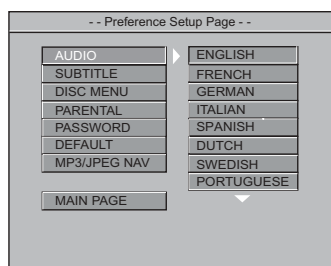 - - Preference Setup Page - -
AUDIO
SUBTITLE
DISC MENU
PARENTAL
PASSWORD
DEFAULT
MP3/JPEG NAV
MAIN PAGE
ENGLISH
FRENCH
GERMAN
ITALIAN
SPANISH
DUTCH
SWEDISH
PORTUGUESE